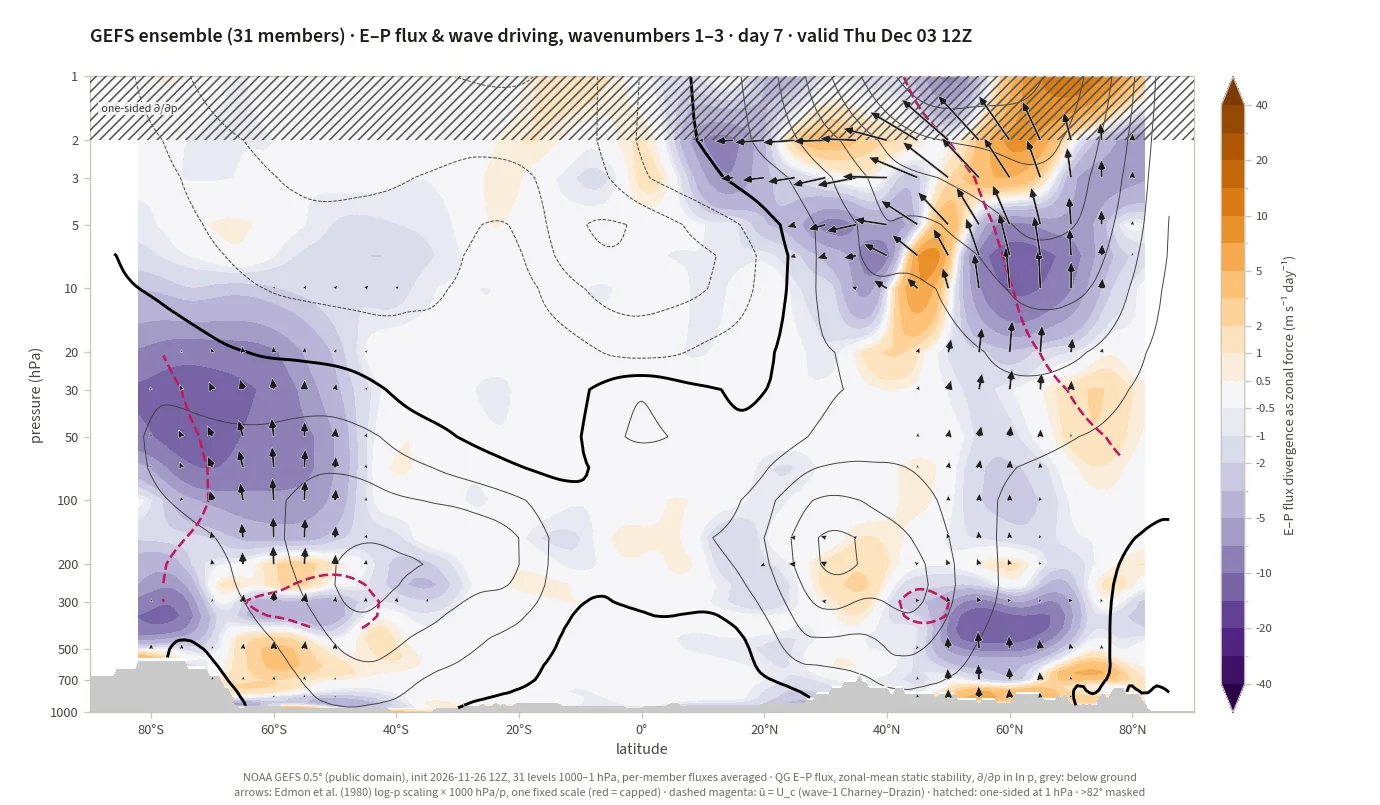 GEFS ensemble (31 members) · E–P flux & wave driving, wavenumbers 1–3 · day 7 · valid Thu Dec 03 12Z
one-sided ∂/∂p
pressure (hPa)
1
2
3
5
10
20
30
50
100
200
300
500
700
1000
80°S
60°S
40°S
20°S
0°
20°N
40°N
60°N
80°N
latitude
40
20
10
5
2
1
0.5
-0.5
-1
-2
-5
-10
-20
-40
E–P flux divergence as zonal force (m s⁻¹ day⁻¹)
NOAA GEFS 0.5° (public domain), init 2026-11-26 12Z, 31 levels 1000–1 hPa, per-member fluxes averaged · QG E–P flux, zonal-mean static stability, ∂/∂p in ln p, grey: below ground
arrows: Edmon et al. (1980) log-p scaling × 1000 hPa/p, one fixed scale (red = capped) · dashed magenta: ū = U_c (wave-1 Charney–Drazin) · hatched: one-sided at 1 hPa · >82° masked